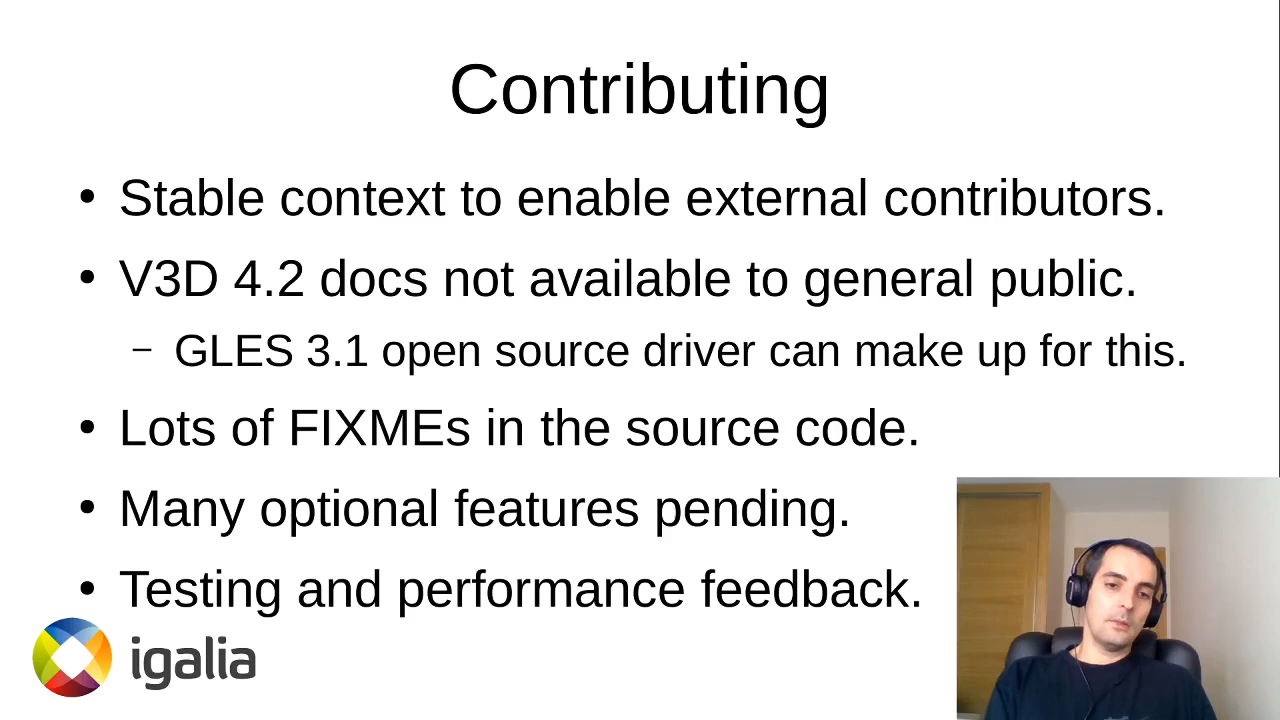 Contributing
• Stable context to enable external contributors.
• V3D 4.2 docs not available to general public.
– GLES 3.1 open source driver can make up for this.
• Lots of FIXMEs in the source code.
• Many optional features pending.
• Testing and performance feedback.
igalia